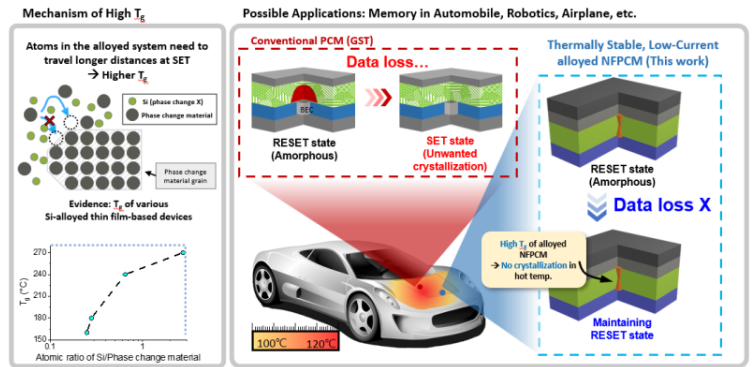 Mechanism of High Tg
Atoms in the alloyed system need to
travel longer distances at SET
→ Higher Tg
Si (phase change X)
Phase change material
Phase change
material grain
Evidence: Tg of various
Si-alloyed thin film-based devices
Tg (°C)
270
240
210
180
150
0.1
1
Atomic ratio of Si/Phase change material
Possible Applications: Memory in Automobile, Robotics, Airplane, etc.
Conventional PCM (GST)
Data loss...
BEC
RESET state
(Amorphous)
SET state
(Unwanted
crystallization)
100℃
120℃
Thermally Stable, Low-Current
alloyed NFPCM (This work)
RESET state
(Amorphous)
Data loss X
High Tg of alloyed
NFPCM
→ No crystallization in
hot temp.
Maintaining
RESET state